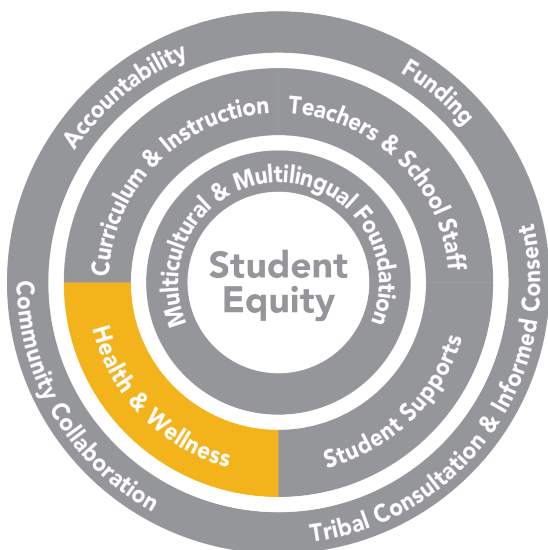 Accountability
Funding
Curriculum & Instruction
Teachers & School Staff
Multicultural & Multilingual Foundation
Student
Equity
Health & Wellness
Student Supports
Community Collaboration
Tribal Consultation & Informed Consent